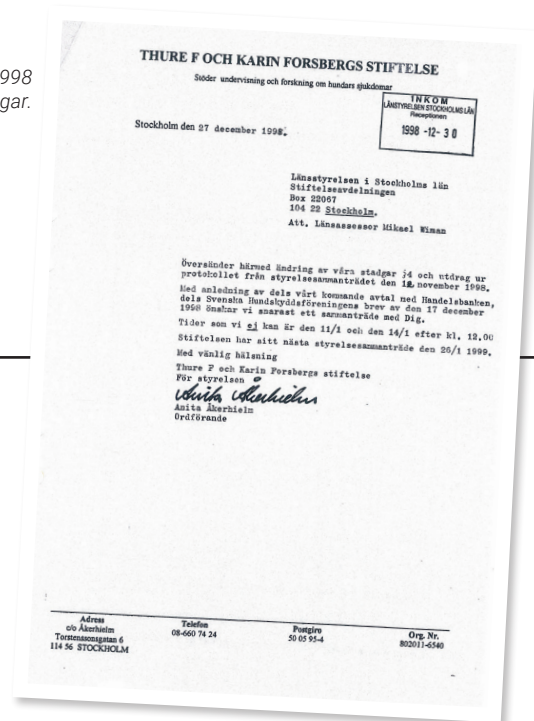 1998
gar.
THURE F OCH KARIN FORSBERGS STIFTELSE
Stöder undervisning och forskning om hundars sjukdomar
INKOM
LÄNSSTYRELSEN STOCKHOLMS LÄN
Receptionen
1998 -12- 30
Stockholm den 27 december 1998.
Länsstyrelsen i Stockholms län
Stiftelseavdelningen
Box 22067
104 22 Stockholm.
Att. Länsassessor Mikael Wiman
Översänder härmed ändring av våra stadgar §4 och utdrag ur
protokollet från styrelsesammanträdet den november 1998.
Med anledning av dels vårt kommande avtal med Handelsbanken,
dels Svenska Hundskyddsföreningens brev av den 17 december
1998 önskar vi snarast ett sammanträde med Dig.
Tider som vi ej kan är den 11/1 och den 14/1 efter kl. 12.00
Stiftelsen har sitt nästa styrelsesammanträde den 26/1 1999.
Med vänlig hälsning
Thure F och Karin Forsbergs stiftelse
För styrelsen
Anita Åkerhielm
Anita Åkerhielm
Ordförande
Adress
c/o Åkerhielm
Torstenssonsgatan 6
114 56 STOCKHOLM
Telefon
08-660 74 24
Postgiro
50 05 95-4
Org. Nr.
802011-6540